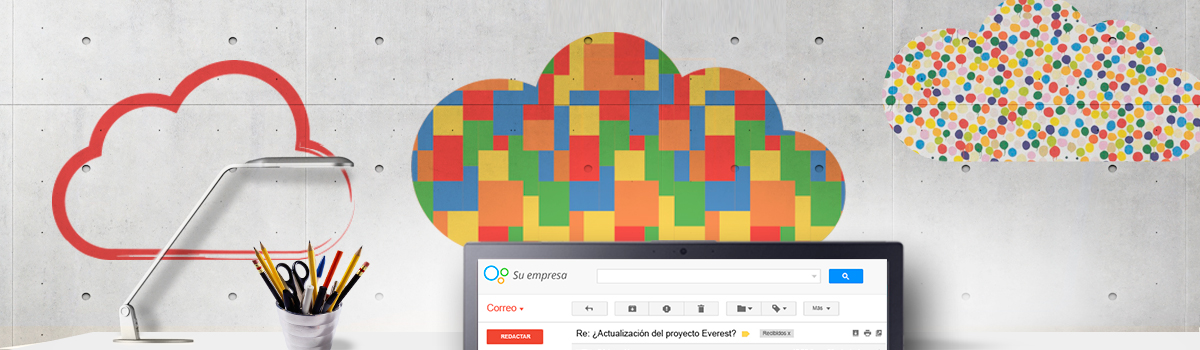 Su empresa
Correo
Más
REDACTAR
Re: ¿Actualización del proyecto Everest?
Recibidos x